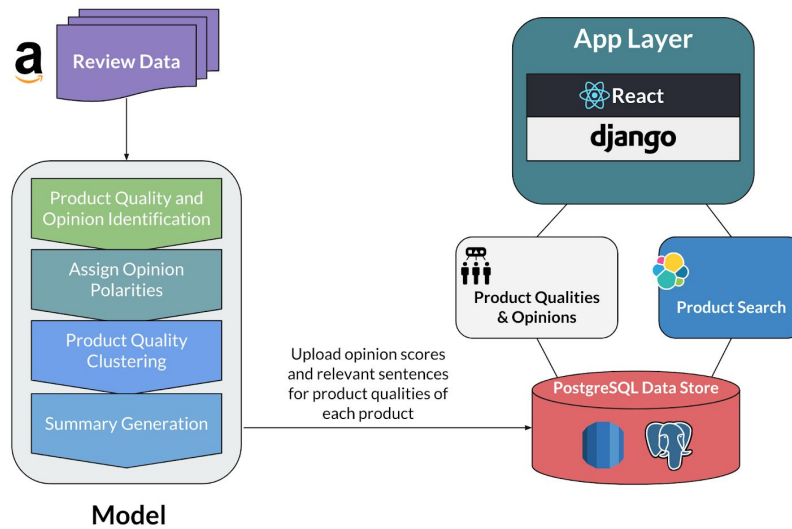 a
Review Data
Product Quality and
Opinion Identification
Assign Opinion
Polarities
Product Quality
Clustering
Summary Generation
Model
Upload opinion scores
and relevant sentences
for product qualities of
each product
App Layer
React
django
Product Qualities
& Opinions
Product Search
PostgreSQL Data Store